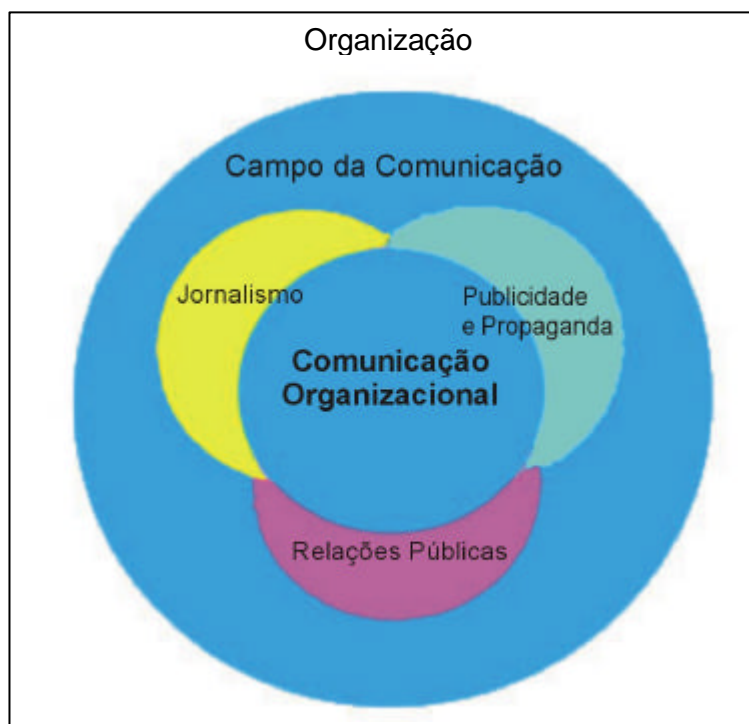 Organização
Campo da Comunicação
Jornalismo
Publicidade
e Propaganda
Comunicação
Organizacional
Relações Públicas